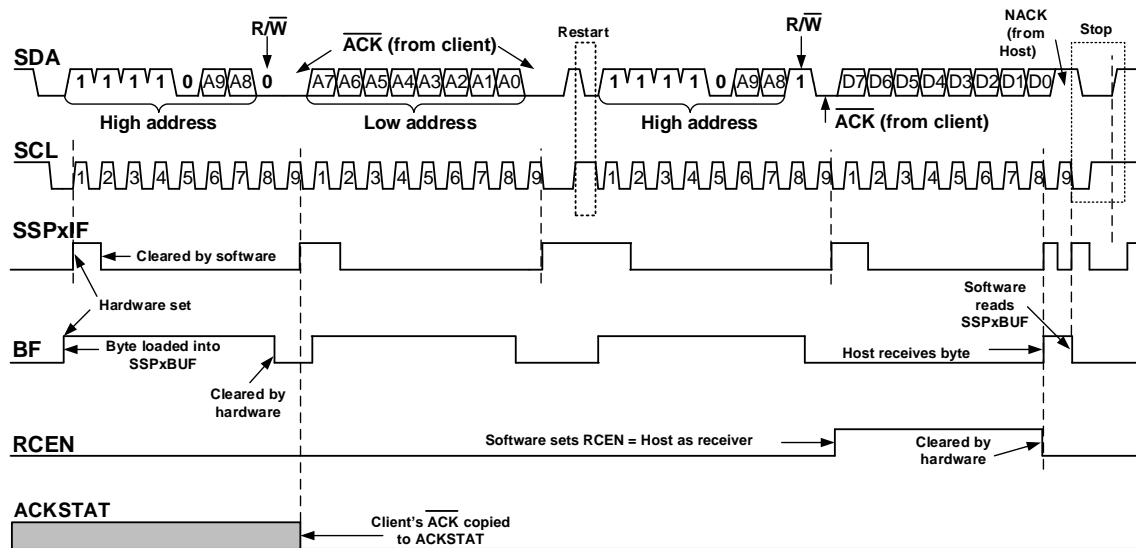 R/W̅ R/W̅ NACK (from Host) Stop
Restart
ACK̅ (from client)
SDA
1 1 1 1 0 A9 A8 0 A7 A6 A5 A4 A3 A2 A1 A0 1 1 1 1 0 A9 A8 1 D7 D6 D5 D4 D3 D2 D1 D0
High address Low address High address
ACK̅ (from client)
SCL
1 2 3 4 5 6 7 8 9 1 2 3 4 5 6 7 8 9 1 2 3 4 5 6 7 8 9 1 2 3 4 5 6 7 8 9
SSPxIF
Cleared by software
Hardware set
Software
reads
SSPxBUF
BF
Byte loaded into
SSPxBUF
Host receives byte
Cleared by
hardware
RCEN
Software sets RCEN = Host as receiver
Cleared by
hardware
ACKSTAT
Client's ACK̅ copied
to ACKSTAT